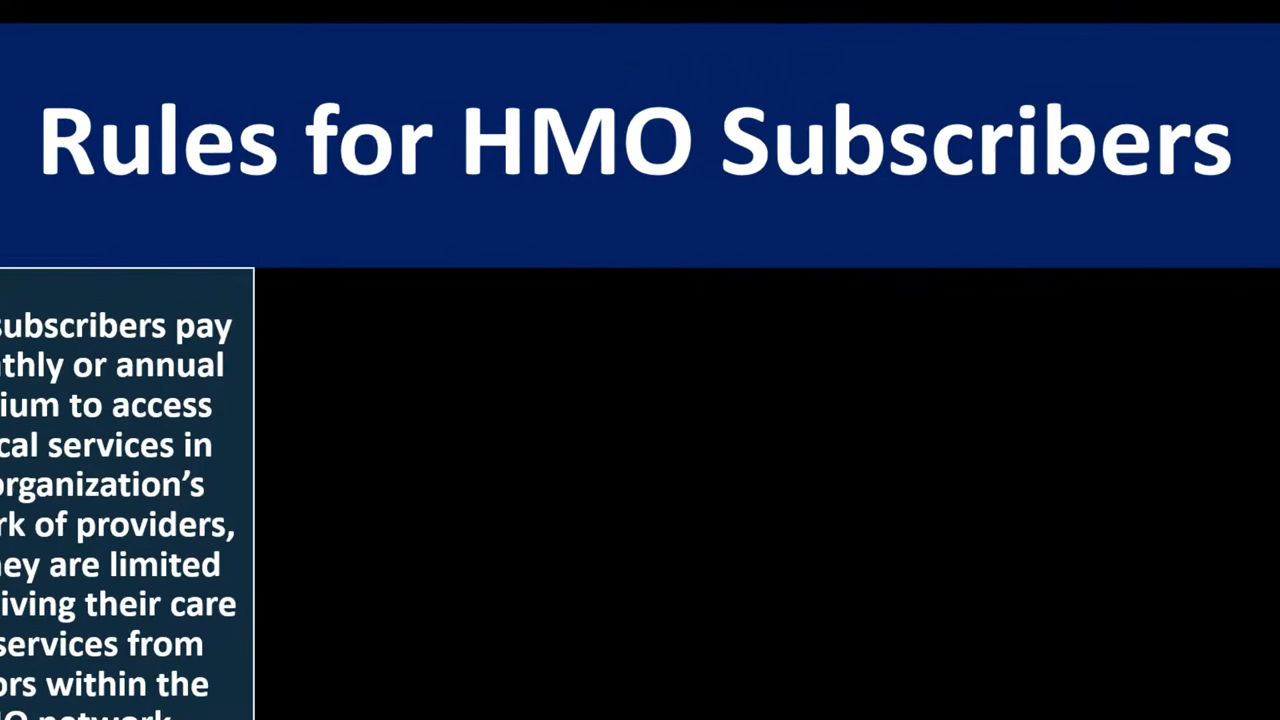 Rules for HMO Subscribers
subscribers pay
thly or annual
ium to access
cal services in
organization's
rk of providers,
ey are limited
iving their care
services from
ors within the
network